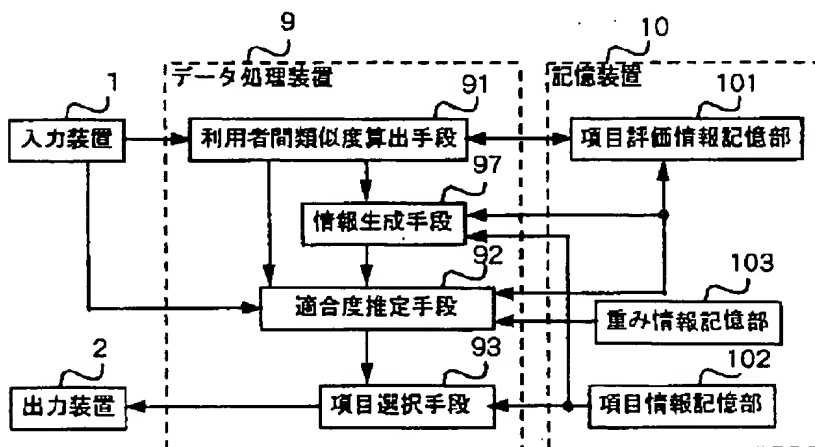 9
10
データ処理装置
記憶装置
1
91
101
入力装置
利用者間類似度算出手段
項目評価情報記憶部
97
情報生成手段
92
103
適合度推定手段
重み情報記憶部
2
93
102
出力装置
項目選択手段
項目情報記憶部